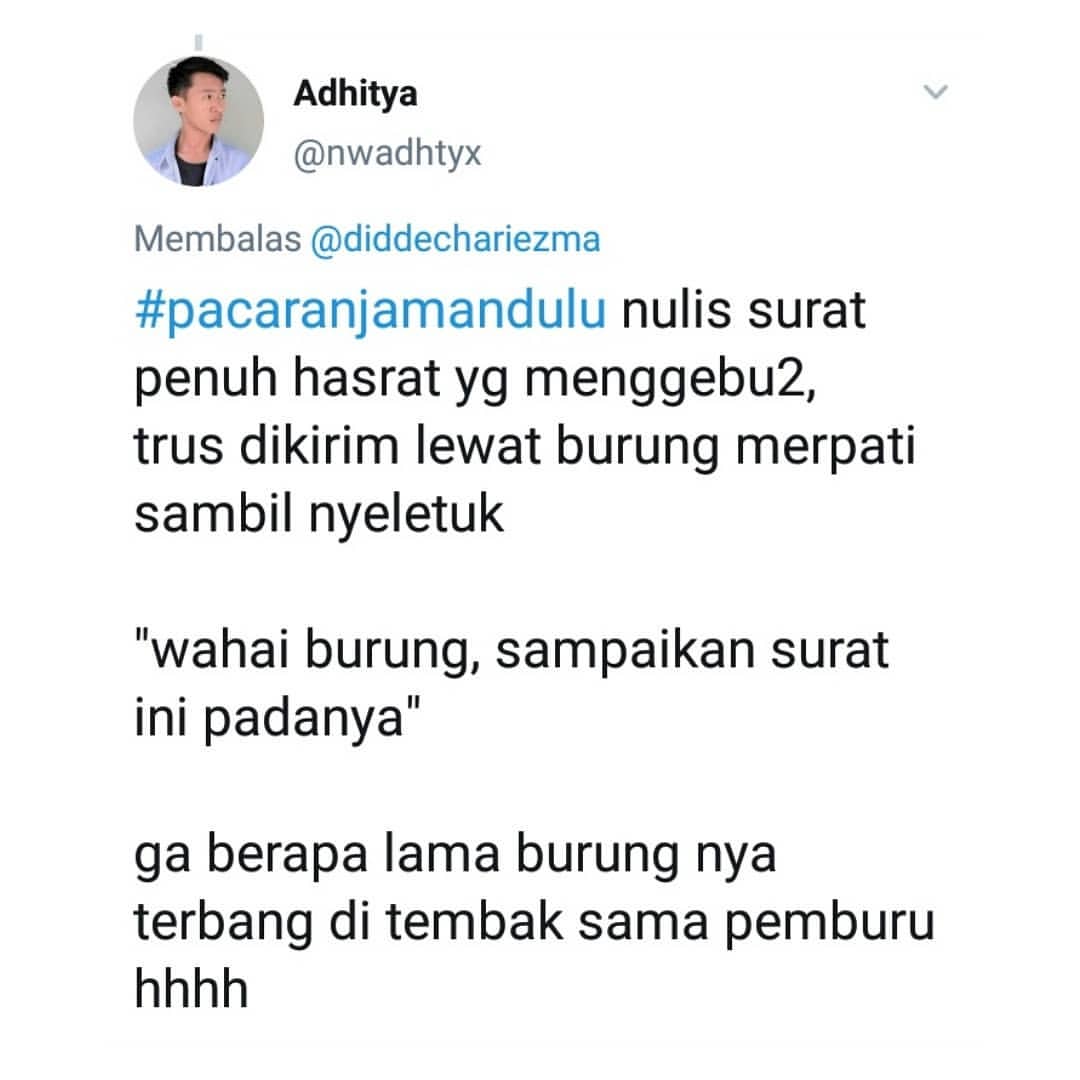 Adhitya
@nwadhtyx
Membalas @diddechariezma
#pacaranjamandulu nulis surat
penuh hasrat yg menggebu2,
trus dikirim lewat burung merpati
sambil nyeletuk
"wahai burung, sampaikan surat
ini padanya"
ga berapa lama burung nya
terbang di tembak sama pemburu
hhhh